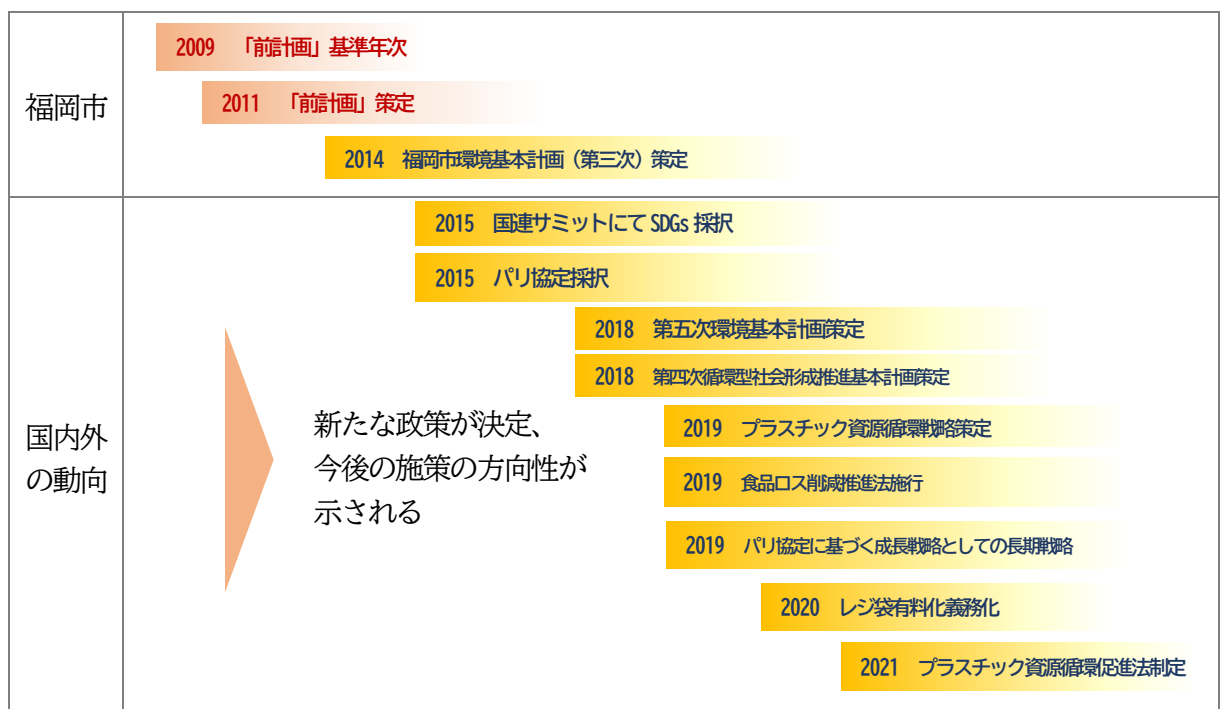 福岡市
2009 「前計画」基準年次
2011 「前計画」策定
2014 福岡市環境基本計画（第三次）策定
国内外
の動向
2015 国連サミットにて SDGs 採択
2015 パリ協定採択
2018 第五次環境基本計画策定
2018 第四次循環型社会形成推進基本計画策定
新たな政策が決定、
今後の施策の方向性が
示される
2019 プラスチック資源循環戦略策定
2019 食品ロス削減推進法施行
2019 パリ協定に基づく成長戦略としての長期戦略
2020 レジ袋有料化義務化
2021 プラスチック資源循環促進法制定